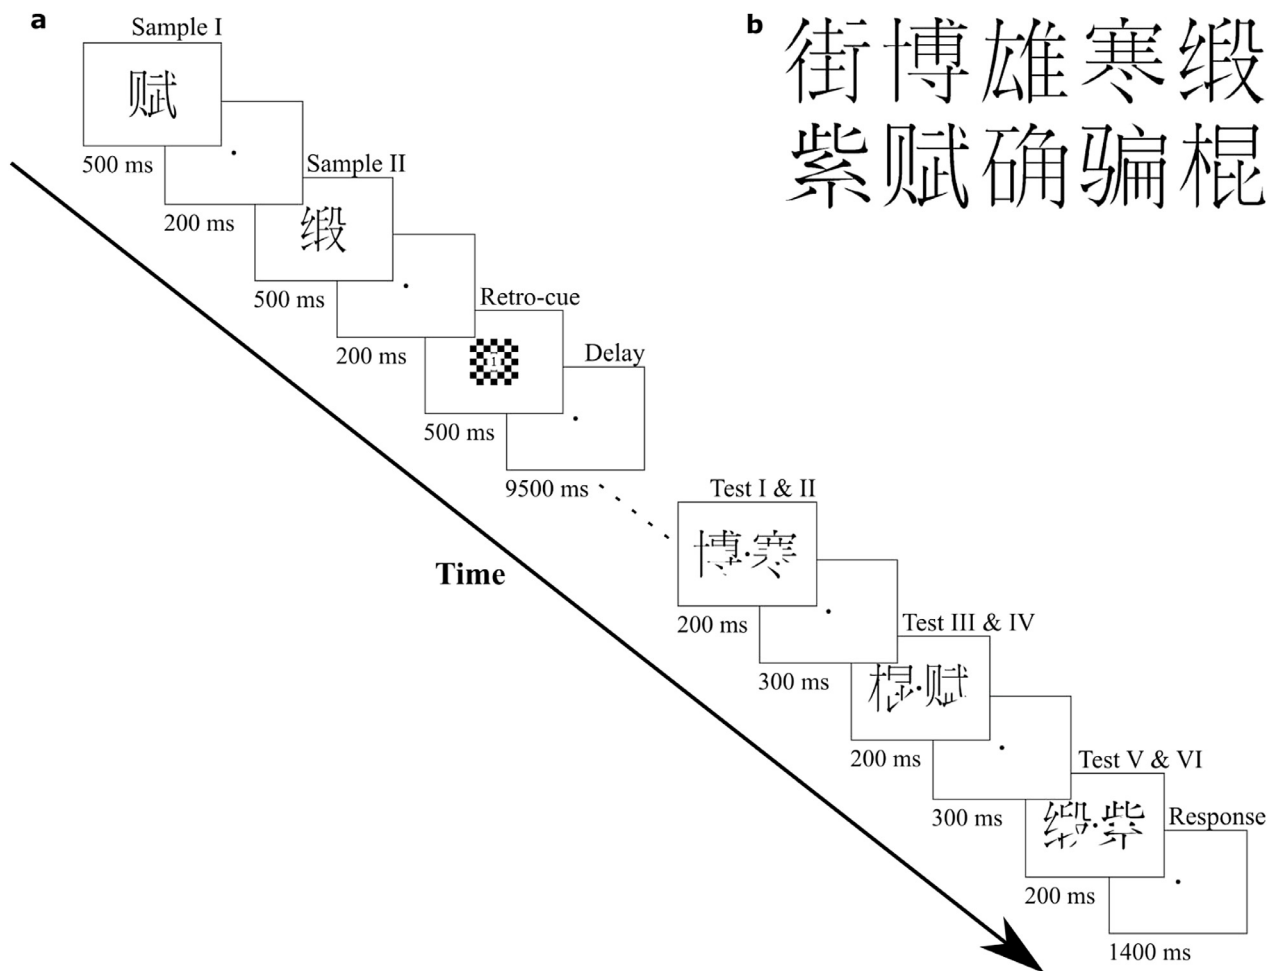 a
Sample I
赋
500 ms
200 ms
Sample II
缎
500 ms
200 ms
Retro-cue
1
500 ms
Delay
9500 ms
Time
Test I & II
博·寒
200 ms
300 ms
Test III & IV
棍·赋
200 ms
300 ms
Test V & VI
缎·紫
200 ms
Response
1400 ms
b
街博雄寒缎
紫赋确骗棍